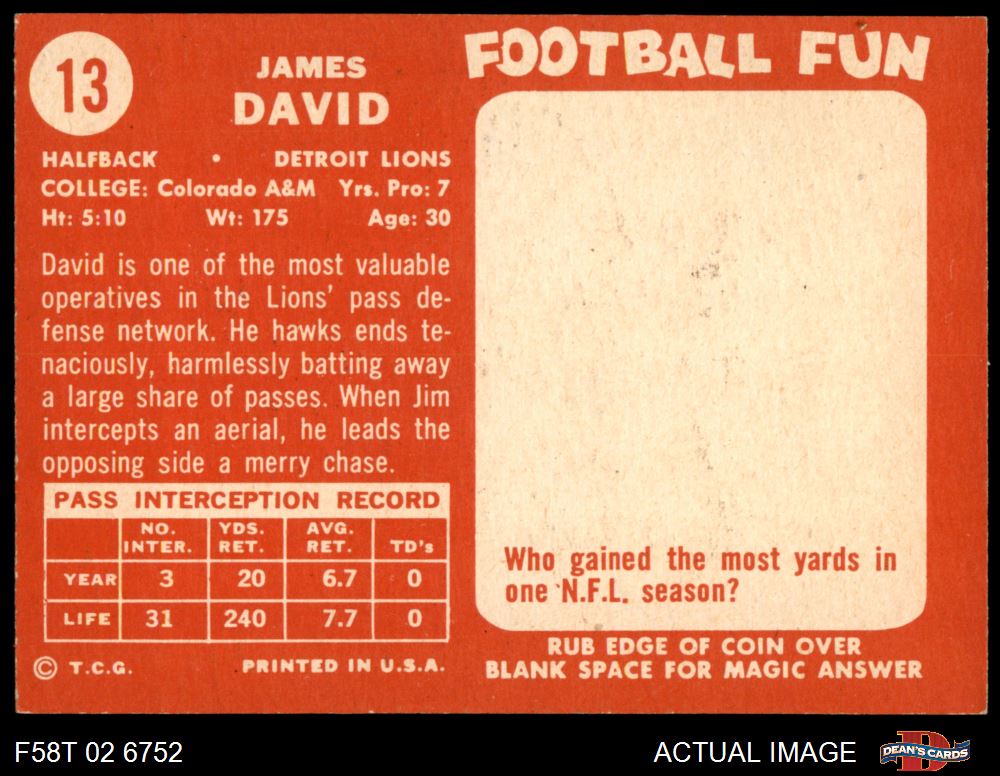 13
JAMES
DAVID
HALFBACK • DETROIT LIONS
COLLEGE: Colorado A&M Yrs. Pro: 7
Ht: 5:10 Wt: 175 Age: 30
David is one of the most valuable
operatives in the Lions' pass de-
fense network. He hawks ends te-
naciously, harmlessly batting away
a large share of passes. When Jim
intercepts an aerial, he leads the
opposing side a merry chase.
PASS INTERCEPTION RECORD
NO. INTER. YDS. RET. AVG. RET. TD's
YEAR 3 20 6.7 0
LIFE 31 240 7.7 0
© T.C.G. PRINTED IN U.S.A.
FOOTBALL FUN
Who gained the most yards in
one N.F.L. season?
RUB EDGE OF COIN OVER
BLANK SPACE FOR MAGIC ANSWER
F58T 02 6752 ACTUAL IMAGE D DEAN'S CARDS